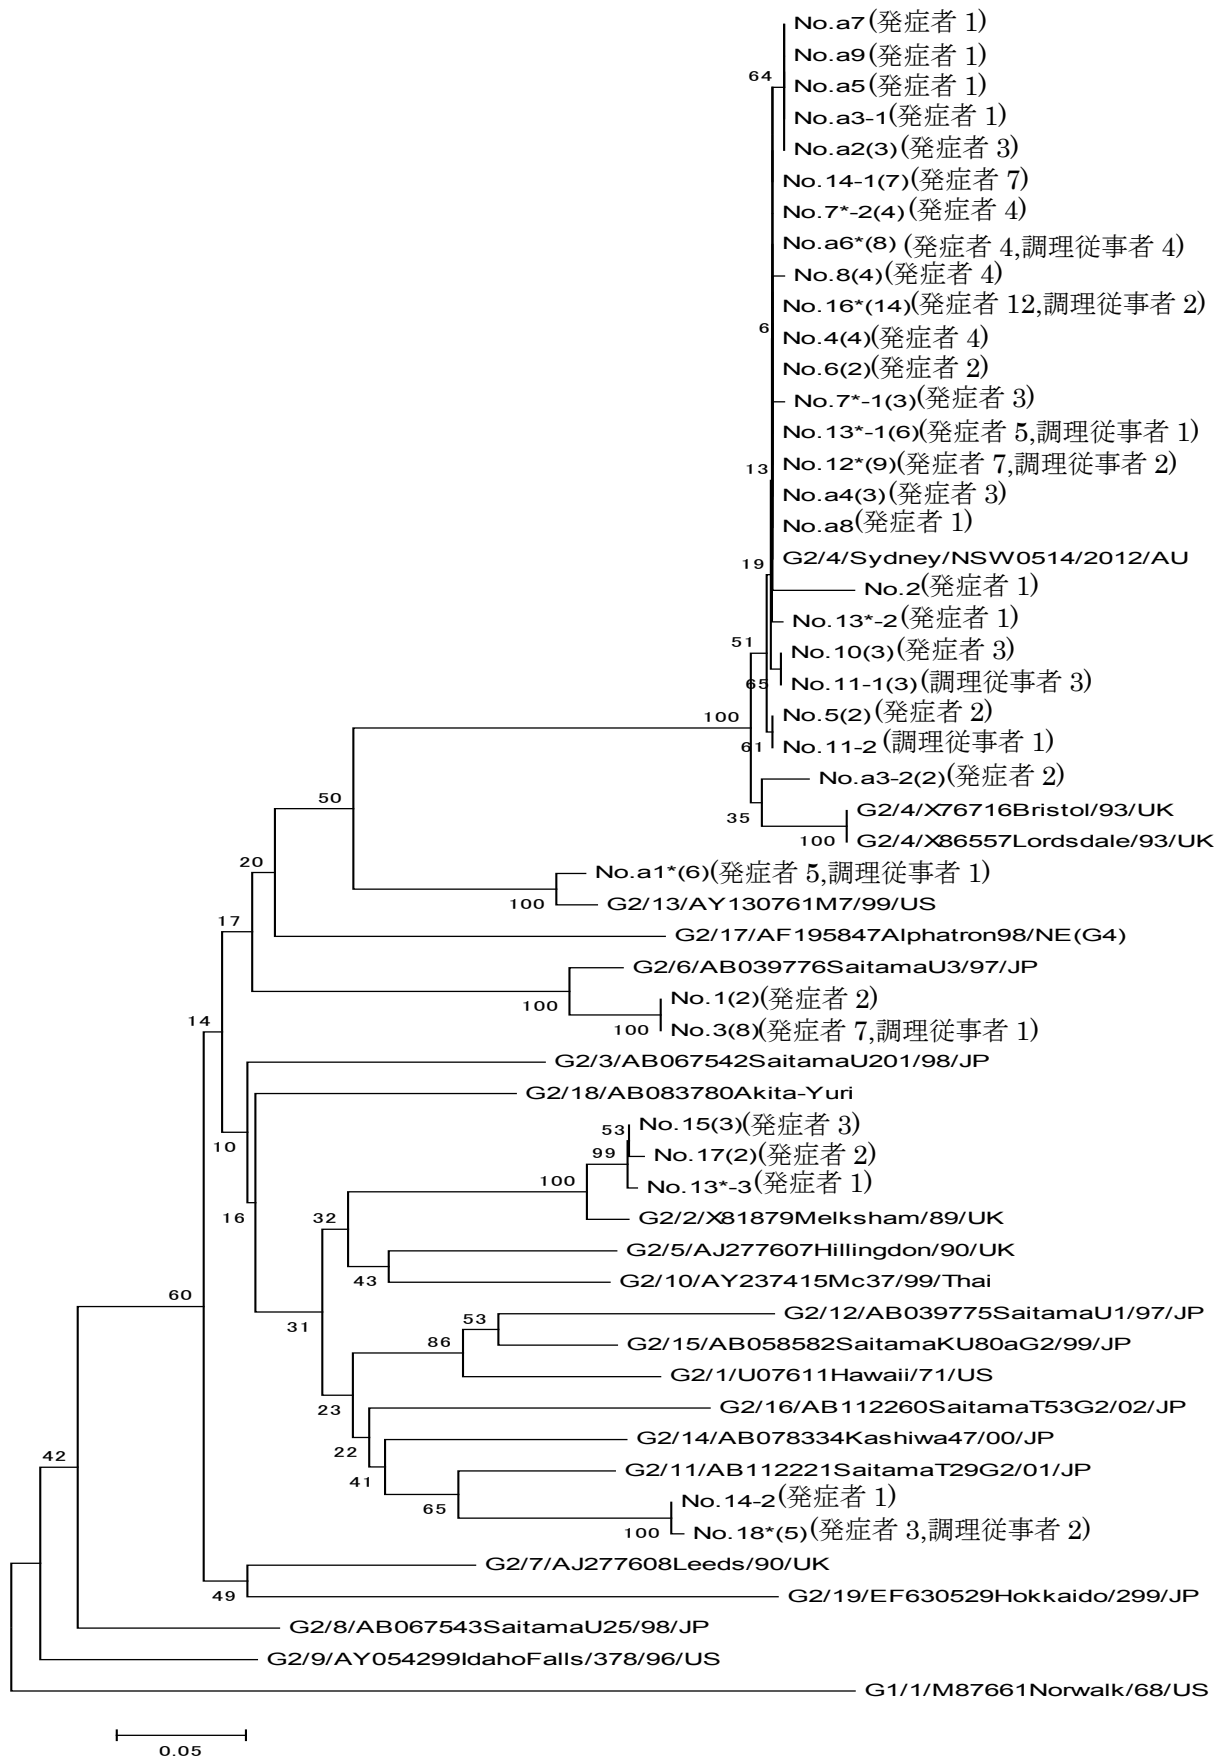 No.a7(発症者 1)
No.a9(発症者 1)
64
No.a5(発症者 1)
No.a3-1(発症者 1)
No.a2(3)(発症者 3)
No.14-1(7)(発症者 7)
No.7*-2(4)(発症者 4)
No.a6*(8) (発症者 4,調理従事者 4)
No.8(4)(発症者 4)
No.16*(14)(発症者 12,調理従事者 2)
6
No.4(4)(発症者 4)
No.6(2)(発症者 2)
No.7*-1(3)(発症者 3)
No.13*-1(6)(発症者 5,調理従事者 1)
13
No.12*(9)(発症者 7,調理従事者 2)
No.a4(3)(発症者 3)
No.a8(発症者 1)
19
G2/4/Sydney/NSW0514/2012/AU
No.2(発症者 1)
No.13*-2(発症者 1)
51
No.10(3)(発症者 3)
65
No.11-1(3)(調理従事者 3)
100
No.5(2)(発症者 2)
61
No.11-2 (調理従事者 1)
No.a3-2(2)(発症者 2)
50
G2/4/X76716Bristol/93/UK
35
100
G2/4/X86557Lordsdale/93/UK
20
No.a1*(6)(発症者 5,調理従事者 1)
100
G2/13/AY130761M7/99/US
17
G2/17/AF195847Alphatron98/NE(G4)
G2/6/AB039776SaitamaU3/97/JP
100
No.1(2)(発症者 2)
14
100
No.3(8)(発症者 7,調理従事者 1)
G2/3/AB067542SaitamaU201/98/JP
G2/18/AB083780Akita-Yuri
10
53
No.15(3)(発症者 3)
99
No.17(2)(発症者 2)
100
No.13*-3(発症者 1)
16
32
G2/2/X81879Melksham/89/UK
G2/5/AJ277607Hillingdon/90/UK
43
G2/10/AY237415Mc37/99/Thai
60
31
53
G2/12/AB039775SaitamaU1/97/JP
86
G2/15/AB058582SaitamaKU80aG2/99/JP
G2/1/U07611Hawaii/71/US
23
G2/16/AB112260SaitamaT53G2/02/JP
22
G2/14/AB078334Kashiwa47/00/JP
42
41
G2/11/AB112221SaitamaT29G2/01/JP
65
No.14-2(発症者 1)
100
No.18*(5)(発症者 3,調理従事者 2)
G2/7/AJ277608Leeds/90/UK
49
G2/19/EF630529Hokkaido/299/JP
G2/8/AB067543SaitamaU25/98/JP
G2/9/AY054299IdahoFalls/378/96/US
G1/1/M87661Norwalk/68/US
0.05